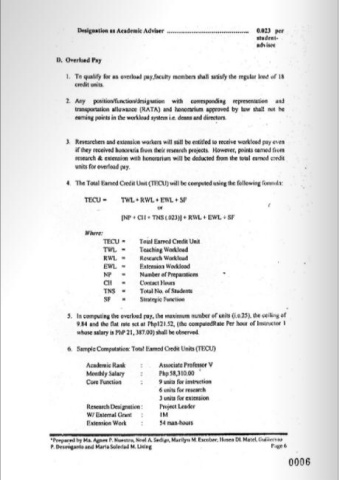 Designation as Academic Adviser ........................................ 0.023 per
student-
advisee
D. Overload Pay
1. To qualify for an overload pay, faculty members shall satisfy the regular load of 18
credit units.
2. Any position/function/designation with corresponding representation and
transportation allowance (RATA) and honorarium approved by law shall not be
earning points in the workload system i.e. deans and directors.
3. Researchers and extension workers will still be entitled to receive workload pay even
if they received honoraria from their research projects. However, points earned from
research & extension with honorarium will be deducted from the total earned credit
units for overload pay.
4. The Total Earned Credit Unit (TECU) will be computed using the following formula:
TECU = TWL + RWL + EWL + SF
or
[NP + CH + TNS (.023)] + RWL + EWL + SF
Where:
TECU = Total Earned Credit Unit
TWL = Teaching Workload
RWL = Research Workload
EWL = Extension Workload
NP = Number of Preparations
CH = Contact Hours
TNS = Total No. of Students
SF = Strategic Function
5. In computing the overload pay, the maximum number of units (i.e.25), the ceiling of
9.84 and the flat rate set at Php121.52, (the computedRate Per hour of Instructor 1
whose salary is PhP 21, 387.00) shall be observed.
6. Sample Computation: Total Earned Credit Units (TECU)
Academic Rank : Associate Professor V
Monthly Salary : Php 38,310.00
Core Function : 9 units for instruction
6 units for research
3 units for extension
Research Designation : Project Leader
W/ External Grant : 1M
Extension Work : 54 man-hours
*Prepared by Ma. Agnes P. Nuestro, Noel A. Sedigo, Marilyn M. Escobar, Hosea DL Matel, Guillermo
P. Desenganio and Maria Soledad M. Lising Page 6
0006